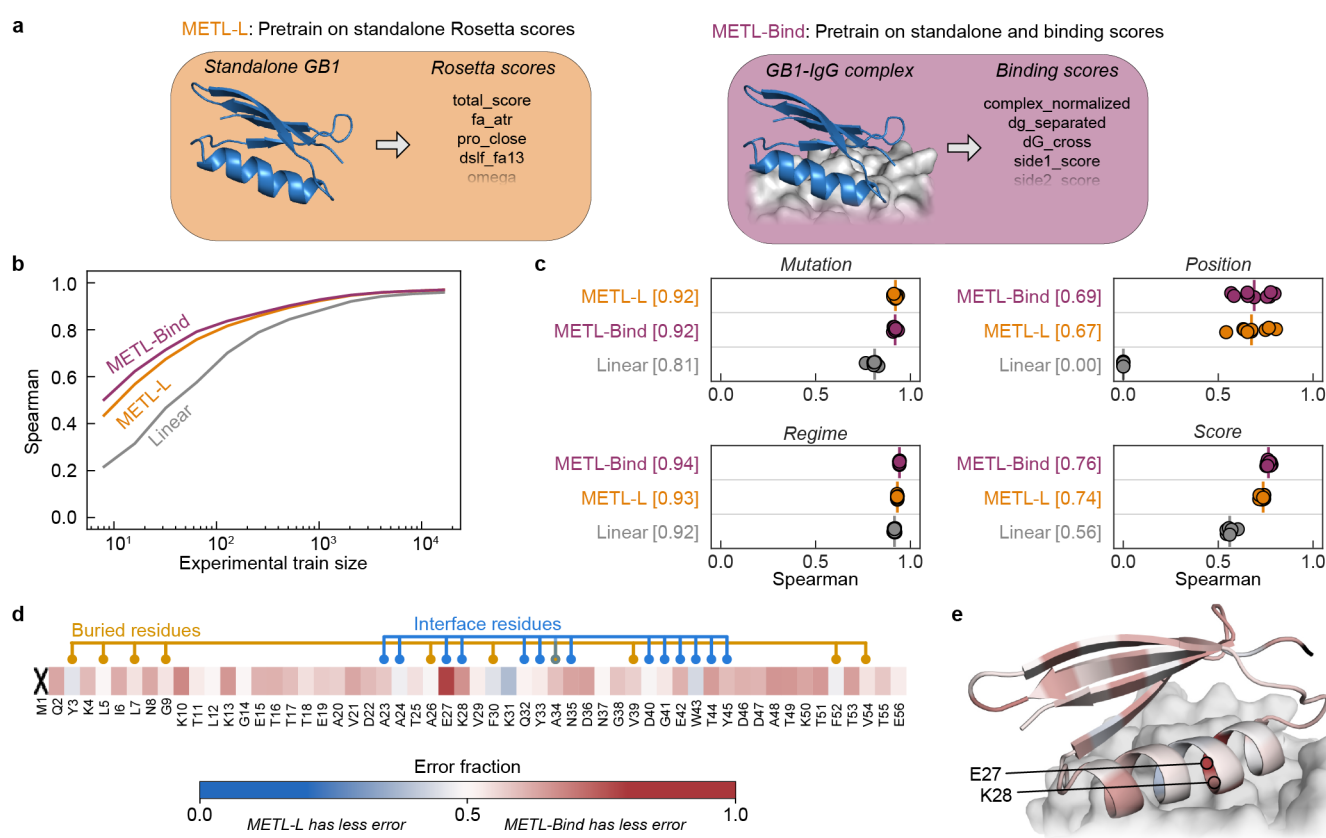 a
METL-L: Pretrain on standalone Rosetta scores
Standalone GB1
Rosetta scores
total_score
fa_atr
pro_close
dslf_fa13
omega
METL-Bind: Pretrain on standalone and binding scores
GB1-IgG complex
Binding scores
complex_normalized
dg_separated
dG_cross
side1_score
side2_score
b
Spearman
1.0
0.8
0.6
0.4
0.2
0.0
METL-Bind
METL-L
Linear
10¹ 10² 10³ 10⁴
Experimental train size
c
Mutation
METL-L [0.92]
METL-Bind [0.92]
Linear [0.81]
0.0 0.5 1.0
Position
METL-Bind [0.69]
METL-L [0.67]
Linear [0.00]
0.0 0.5 1.0
Regime
METL-Bind [0.94]
METL-L [0.93]
Linear [0.92]
0.0 0.5 1.0
Spearman
Score
METL-Bind [0.76]
METL-L [0.74]
Linear [0.56]
0.0 0.5 1.0
Spearman
d
Buried residues
Interface residues
M1 Q2 Y3 K4 L5 I6 L7 N8 G9 K10 T11 L12 K13 G14 E15 T16 T17 T18 E19 A20 V21 D22 A23 A24 T25 A26 E27 K28 V29 F30 K31 Q32 Y33 A34 N35 D36 N37 G38 V39 D40 G41 E42 W43 T44 Y45 D46 D47 A48 T49 K50 T51 F52 T53 V54 T55 E56
Error fraction
0.0 0.5 1.0
METL-L has less error
METL-Bind has less error
e
E27
K28